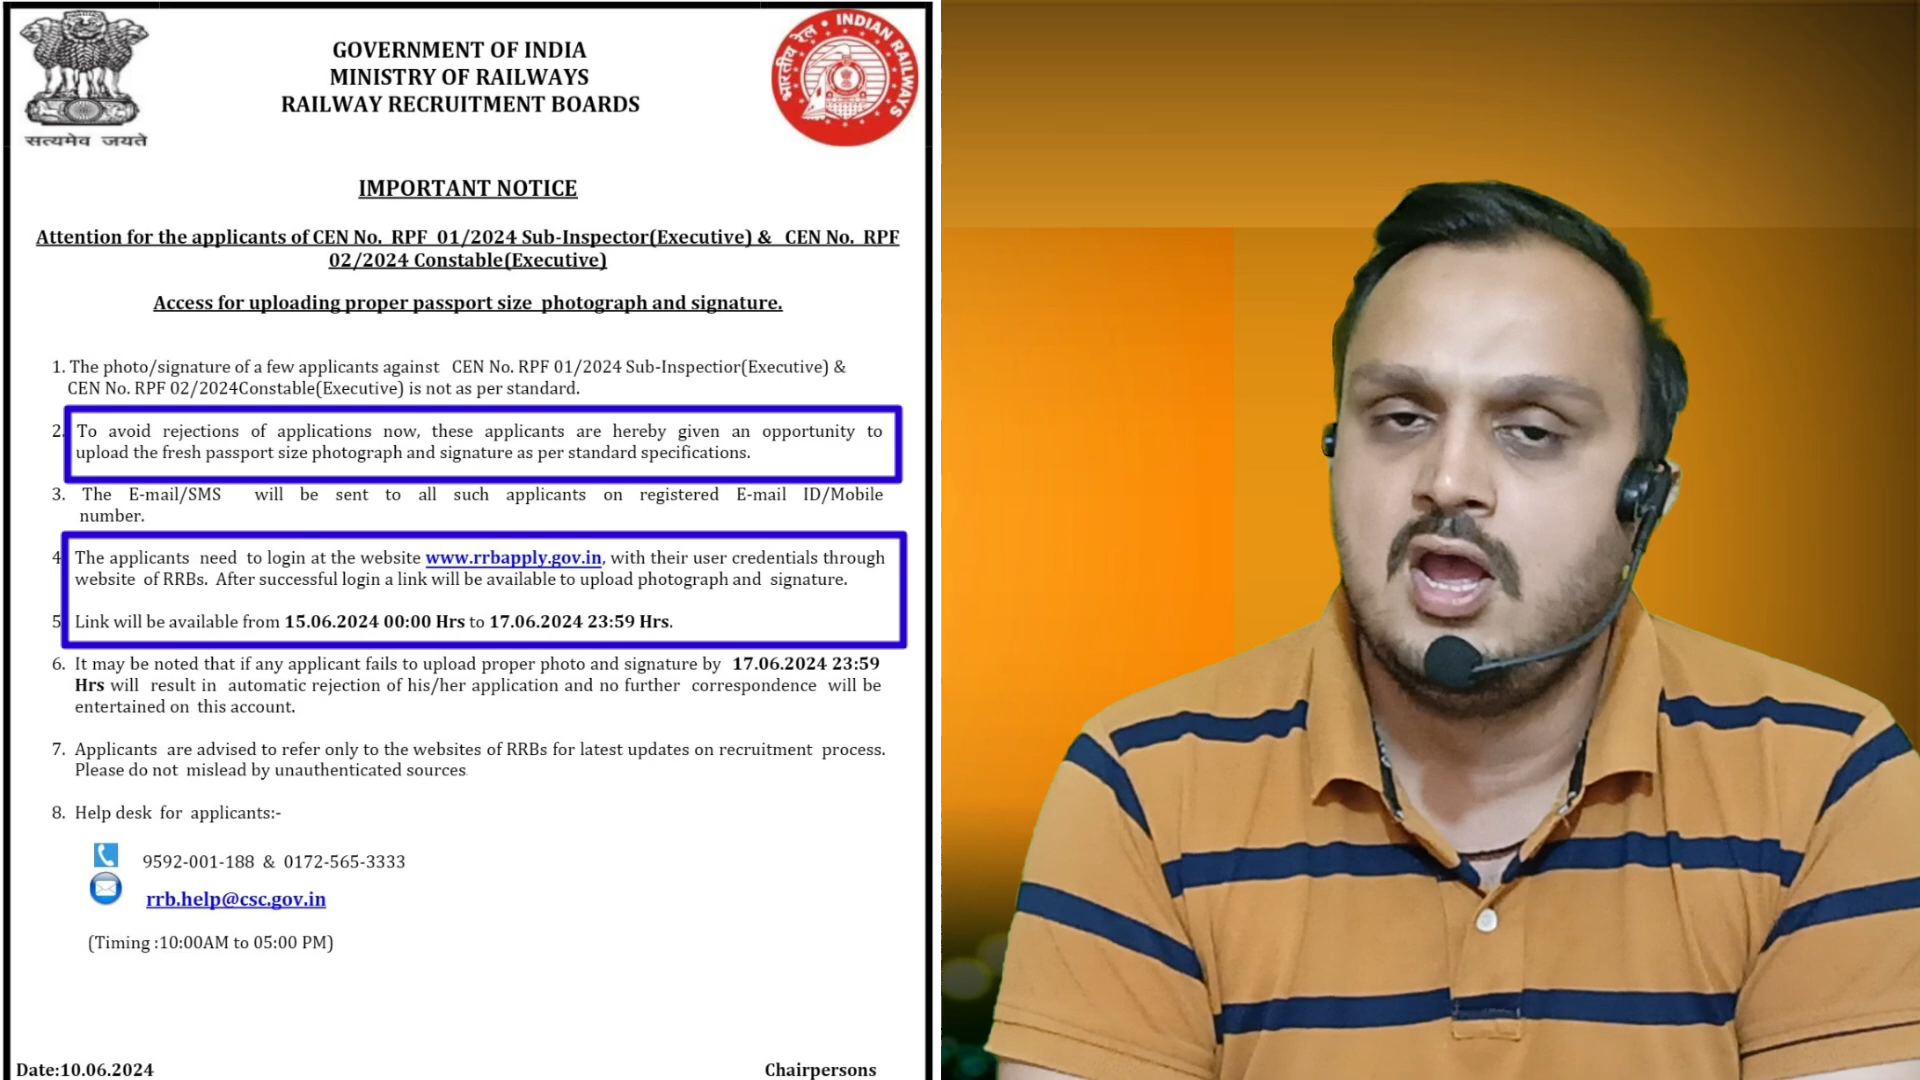 सत्यमेव जयते
भारतीय रेल • INDIAN RAILWAYS
GOVERNMENT OF INDIA
MINISTRY OF RAILWAYS
RAILWAY RECRUITMENT BOARDS
IMPORTANT NOTICE
Attention for the applicants of CEN No. RPF 01/2024 Sub-Inspector(Executive) & CEN No. RPF
02/2024 Constable(Executive)
Access for uploading proper passport size photograph and signature.
1. The photo/signature of a few applicants against CEN No. RPF 01/2024 Sub-Inspectior(Executive) &
CEN No. RPF 02/2024Constable(Executive) is not as per standard.
2. To avoid rejections of applications now, these applicants are hereby given an opportunity to
upload the fresh passport size photograph and signature as per standard specifications.
3. The E-mail/SMS will be sent to all such applicants on registered E-mail ID/Mobile
number.
4 The applicants need to login at the website www.rrbapply.gov.in, with their user credentials through
website of RRBs. After successful login a link will be available to upload photograph and signature.
5 Link will be available from 15.06.2024 00:00 Hrs to 17.06.2024 23:59 Hrs.
6. It may be noted that if any applicant fails to upload proper photo and signature by 17.06.2024 23:59
Hrs will result in automatic rejection of his/her application and no further correspondence will be
entertained on this account.
7. Applicants are advised to refer only to the websites of RRBs for latest updates on recruitment process.
Please do not mislead by unauthenticated sources
8. Help desk for applicants:-
9592-001-188 & 0172-565-3333
rrb.help@csc.gov.in
(Timing :10:00AM to 05:00 PM)
Date:10.06.2024
Chairpersons